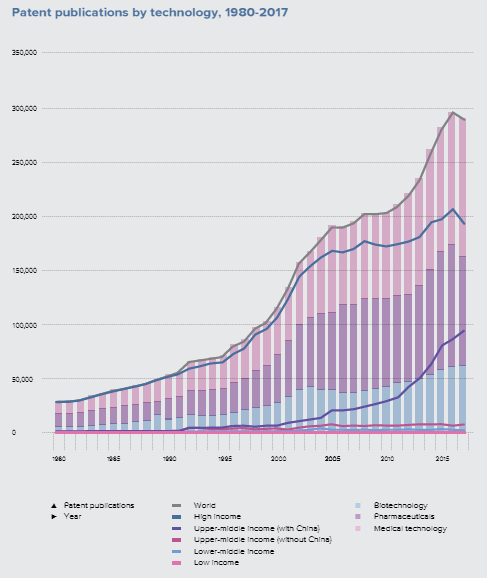 Patent publications by technology, 1980-2017
350,000
300,000
250,000
200,000
150,000
100,000
50,000
0
1980 1985 1990 1995 2000 2005 2010 2015
▲ Patent publications
► Year
World
High Income
Upper-middle Income (with China)
Upper-middle Income (without China)
Lower-middle Income
Low Income
Biotechnology
Pharmaceuticals
Medical technology